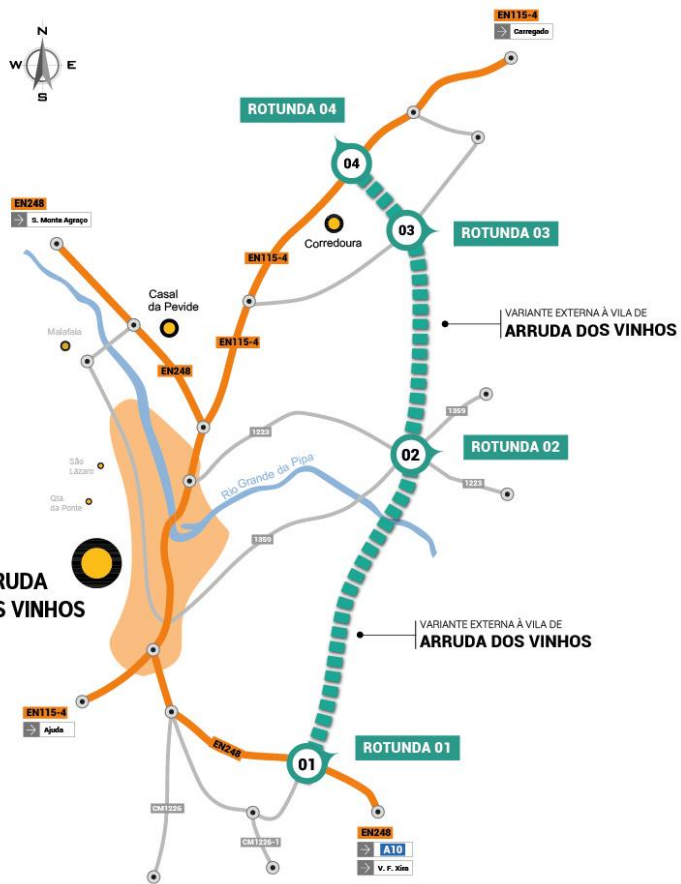 EN115-4
Carregado
N
W E
S
ROTUNDA 04
04
EN248
S. Monte Agraço
03
ROTUNDA 03
Corredoura
EN115-4
Casal
da Pevide
VARIANTE EXTERNA À VILA DE
ARRUDA DOS VINHOS
Malafaia
EN115-4
EN248
1359
1223
02
ROTUNDA 02
São
Lázaro
Rio Grande da Pipa
1223
Qta.
da Ponte
1359
RUDA
S VINHOS
VARIANTE EXTERNA À VILA DE
ARRUDA DOS VINHOS
EN115-4
Ajuda
EN248
01
ROTUNDA 01
CM1226
CM1226-1
EN248
A10
V. F. Xira